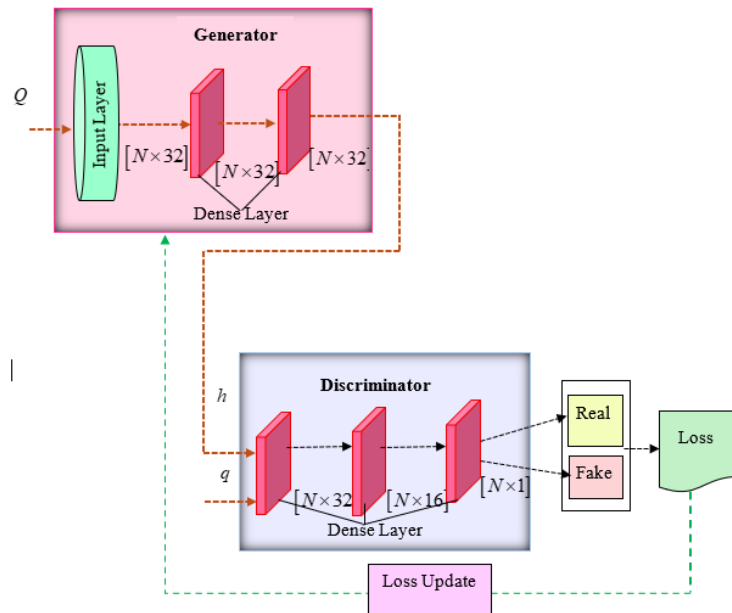 Generator
Q
Input Layer
[N×32]
[N×32]
[N×32]
Dense Layer
h
Discriminator
q
[N×32]
[N×16]
[N×1]
Dense Layer
Real
Fake
Loss
Loss Update